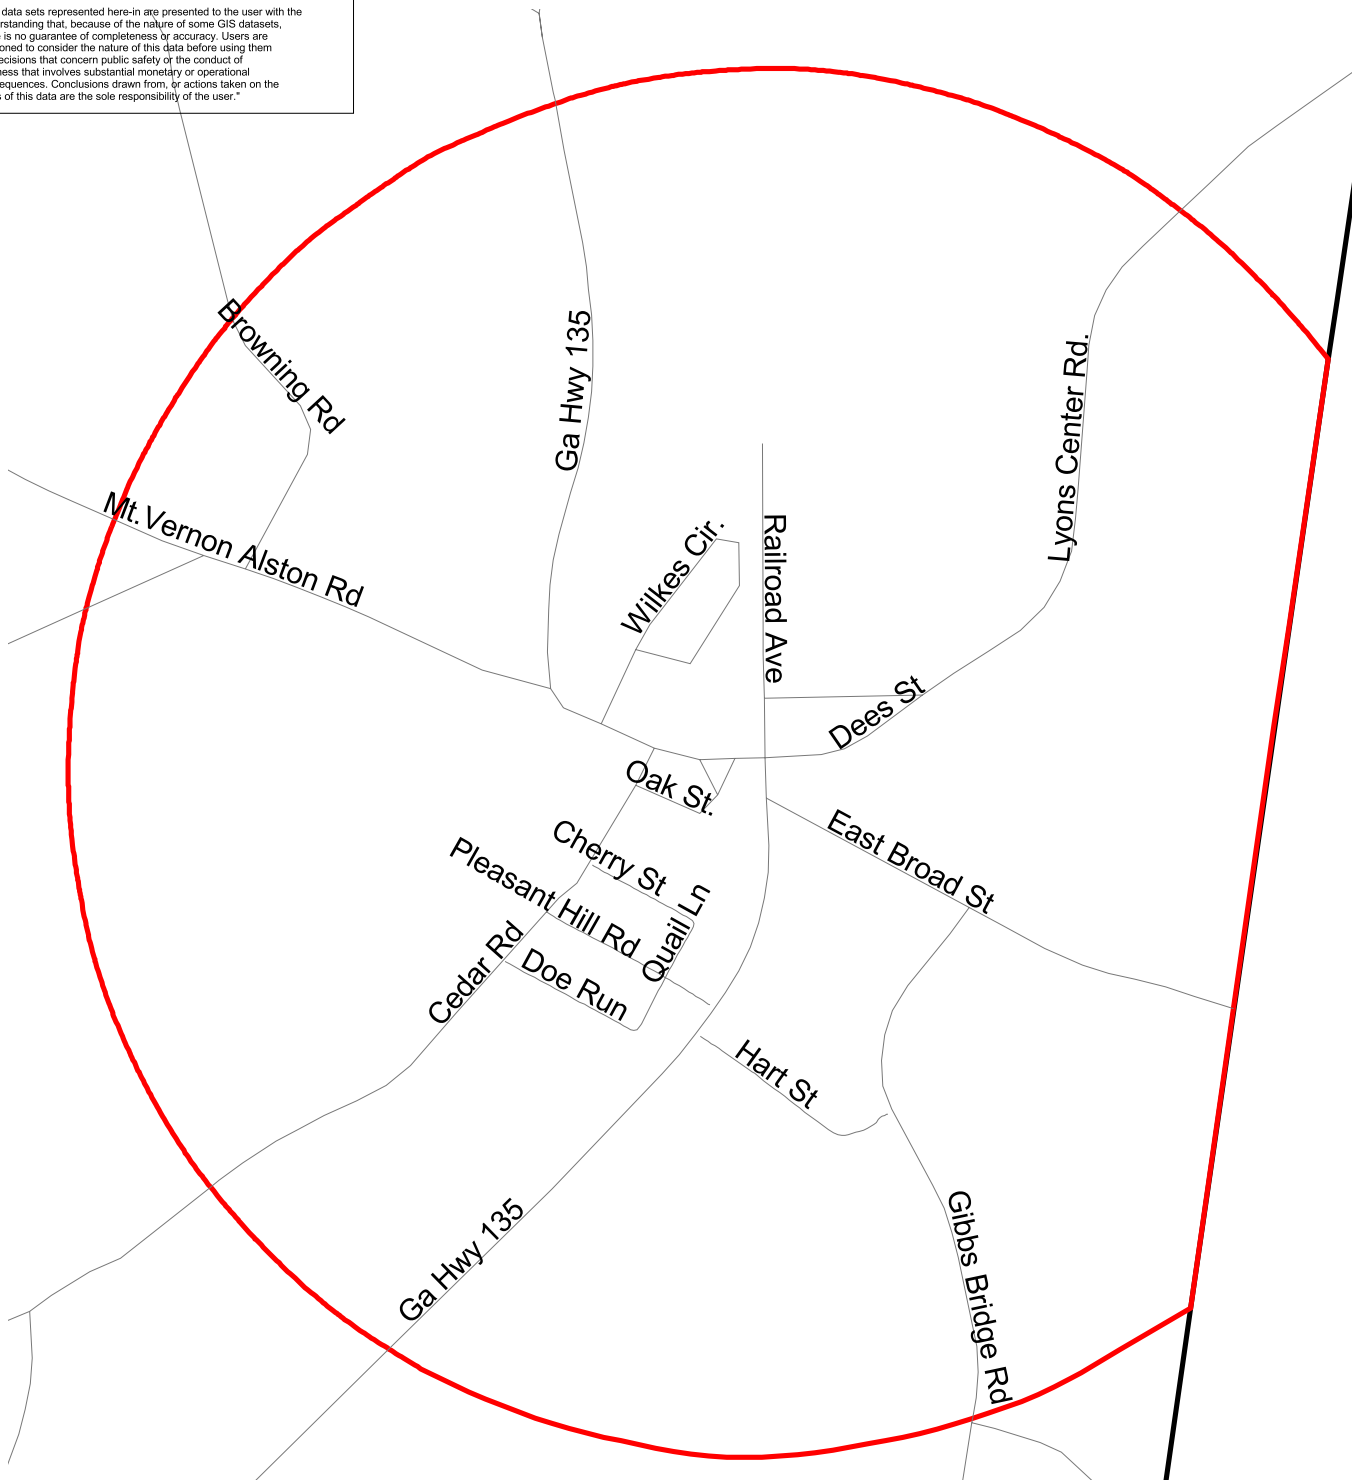 data sets represented here-in are presented to the user with the
rstanding that, because of the nature of some GIS datasets,
e is no guarantee of completeness or accuracy. Users are
oned to consider the nature of this data before using them
ecisions that concern public safety or the conduct of
ness that involves substantial monetary or operational
equences. Conclusions drawn from, or actions taken on the
s of this data are the sole responsibility of the user."
Browning Rd
Ga Hwy 135
Lyons Center Rd.
Mt. Vernon Alston Rd
Wilkes Cir.
Railroad Ave
Dees St
Oak St.
East Broad St
Cherry St
Pleasant Hill Rd
Quail Ln
Cedar Rd
Doe Run
Hart St
Ga Hwy 135
Gibbs Bridge Rd